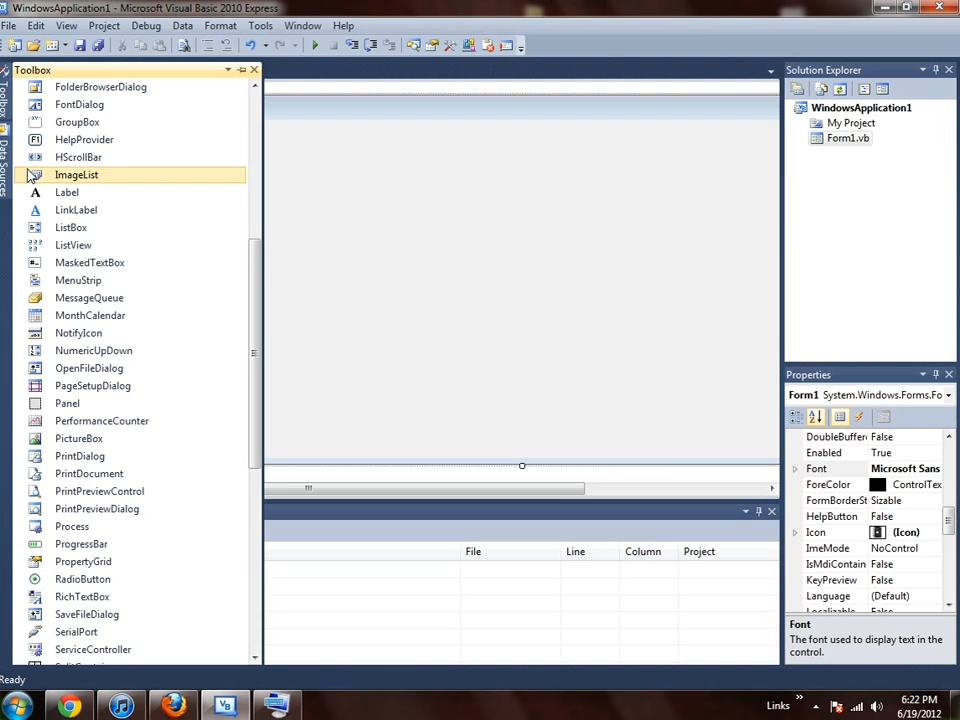 WindowsApplication1 - Microsoft Visual Basic 2010 Express
File Edit View Project Debug Data Format Tools Window Help
Toolbox
Toolbox
Data Sources
FolderBrowserDialog
FontDialog
GroupBox
HelpProvider
HScrollBar
ImageList
Label
LinkLabel
ListBox
ListView
MaskedTextBox
MenuStrip
MessageQueue
MonthCalendar
NotifyIcon
NumericUpDown
OpenFileDialog
PageSetupDialog
Panel
PerformanceCounter
PictureBox
PrintDialog
PrintDocument
PrintPreviewControl
PrintPreviewDialog
Process
ProgressBar
PropertyGrid
RadioButton
RichTextBox
SaveFileDialog
SerialPort
ServiceController
File Line Column Project
Solution Explorer
WindowsApplication1
My Project
Form1.vb
Properties
Form1 System.Windows.Forms.Fo
DoubleBuffer False
Enabled True
Font Microsoft Sans
ForeColor ControlTex
FormBorderSt Sizable
HelpButton False
Icon (Icon)
ImeMode NoControl
IsMdiContain False
KeyPreview False
Language (Default)
Font
The font used to display text in the
control.
Ready
Links
6:22 PM
6/19/2012